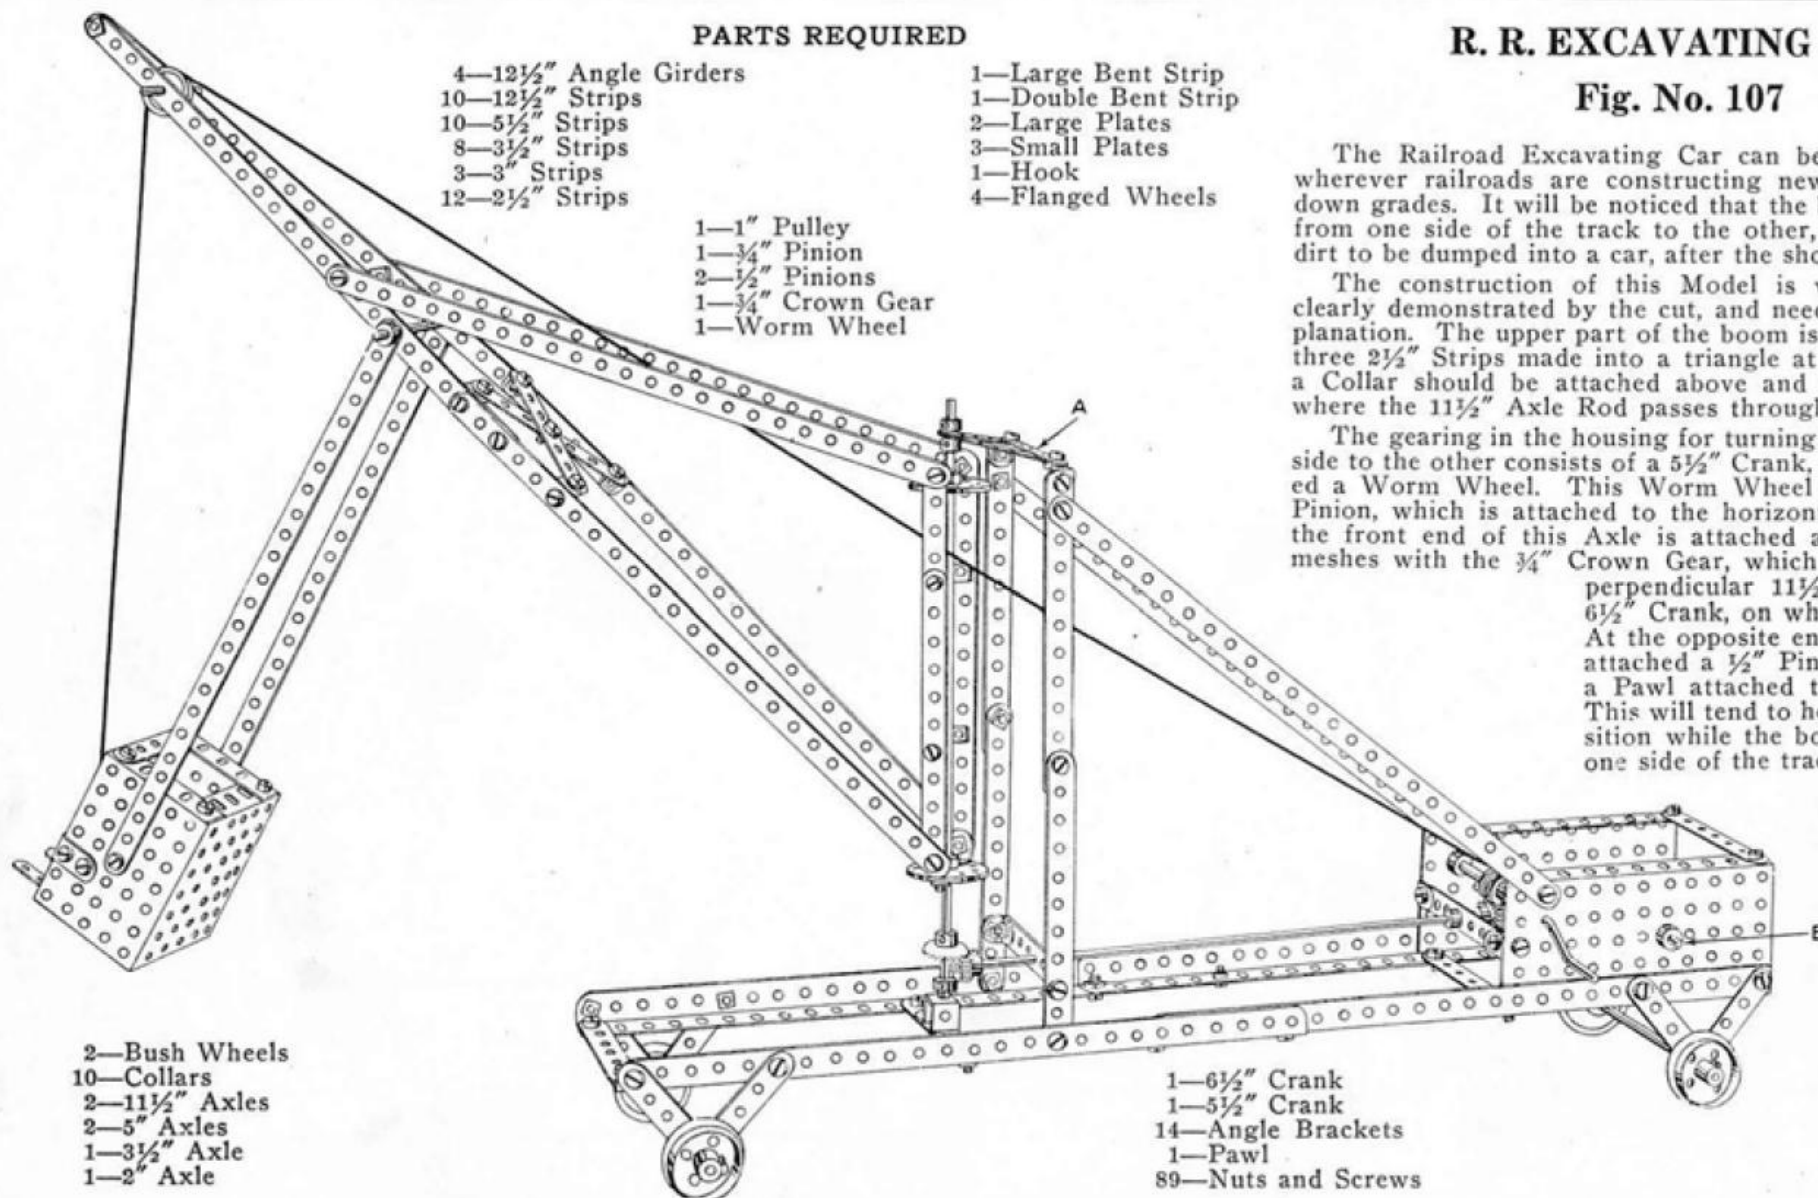 PARTS REQUIRED
4—12½″ Angle Girders
10—12½″ Strips
10—5½″ Strips
8—3½″ Strips
3—3″ Strips
12—2½″ Strips
1—1″ Pulley
1—¾″ Pinion
2—½″ Pinions
1—¾″ Crown Gear
1—Worm Wheel
1—Large Bent Strip
1—Double Bent Strip
2—Large Plates
3—Small Plates
1—Hook
4—Flanged Wheels
R. R. EXCAVATING
Fig. No. 107
The Railroad Excavating Car can be
wherever railroads are constructing new
down grades. It will be noticed that the
from one side of the track to the other,
dirt to be dumped into a car, after the sho
The construction of this Model is
clearly demonstrated by the cut, and need
planation. The upper part of the boom is
three 2½″ Strips made into a triangle at
a Collar should be attached above and
where the 11½″ Axle Rod passes through
The gearing in the housing for turning
side to the other consists of a 5½″ Crank.
ed a Worm Wheel. This Worm Wheel
Pinion, which is attached to the horizon
the front end of this Axle is attached a
meshes with the ¾″ Crown Gear, which
perpendicular 11½
6½″ Crank, on wh
At the opposite en
attached a ½″ Pin
a Pawl attached t
This will tend to h
sition while the bo
one side of the tra
A
2—Bush Wheels
10—Collars
2—11½″ Axles
2—5″ Axles
1—3½″ Axle
1—2″ Axle
1—6½″ Crank
1—5½″ Crank
14—Angle Brackets
1—Pawl
89—Nuts and Screws